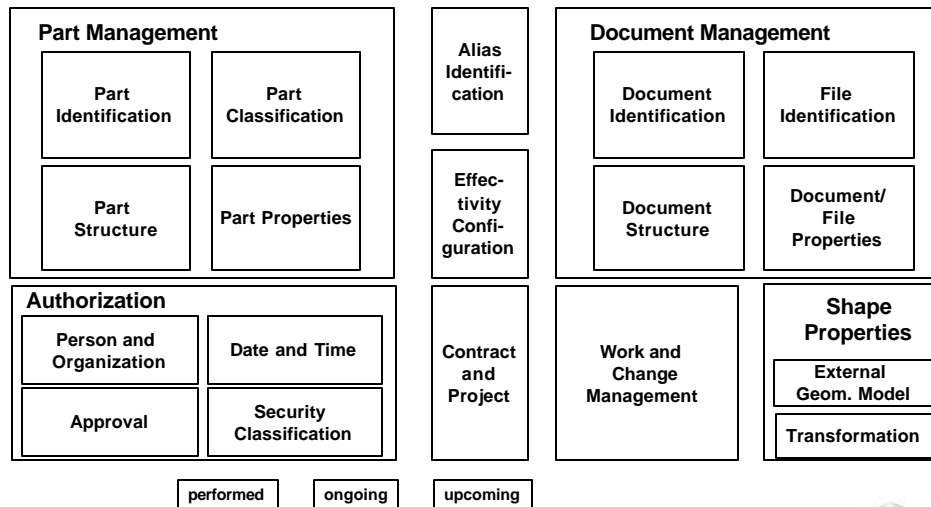 Part Management
Part
Identification
Part
Classification
Part
Structure
Part Properties
Alias
Identifi-
cation
Effec-
tivity
Confi-
guration
Document Management
Document
Identification
File
Identification
Document
Structure
Document/
File
Properties
Authorization
Person and
Organization
Date and Time
Approval
Security
Classification
Contract
and
Project
Work and
Change
Management
Shape
Properties
External
Geom. Model
Transformation
performed
ongoing
upcoming